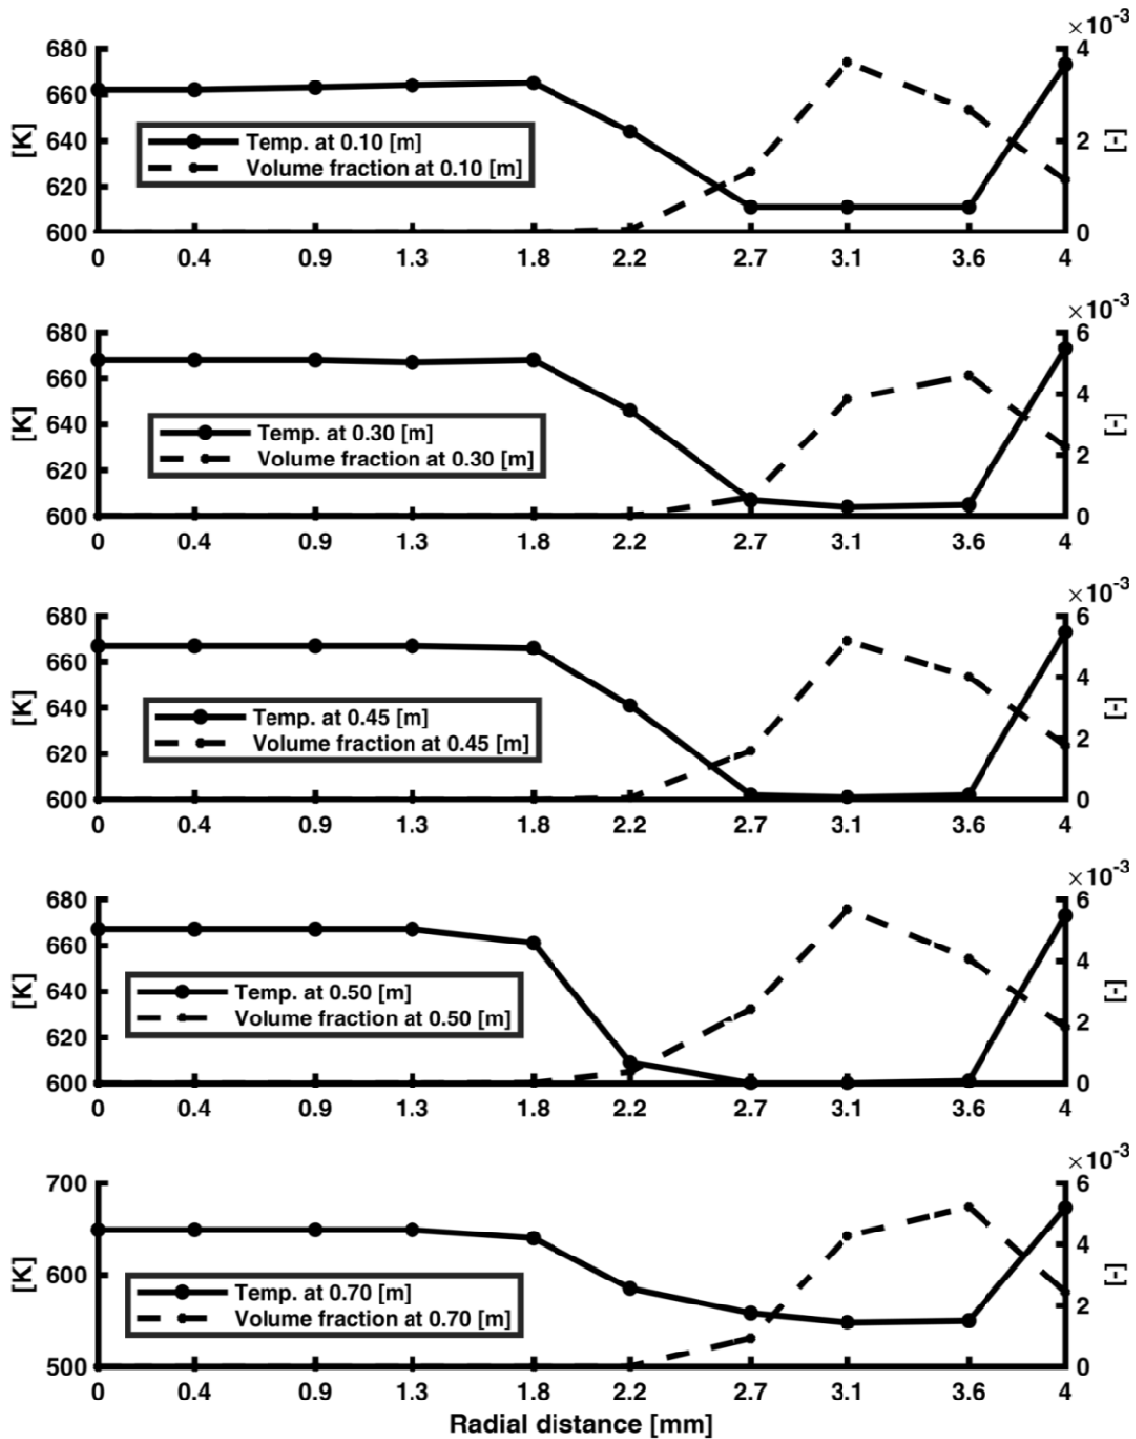 ×10-3
680
4
660
[K]
640
Temp. at 0.10 [m]
2
[-]
Volume fraction at 0.10 [m]
620
600
0
0 0.4 0.9 1.3 1.8 2.2 2.7 3.1 3.6 4
×10-3
680
6
660
4
[K]
640
Temp. at 0.30 [m]
[-]
Volume fraction at 0.30 [m]
2
620
600
0
0 0.4 0.9 1.3 1.8 2.2 2.7 3.1 3.6 4
×10-3
680
6
660
4
[K]
640
Temp. at 0.45 [m]
[-]
Volume fraction at 0.45 [m]
2
620
600
0
0 0.4 0.9 1.3 1.8 2.2 2.7 3.1 3.6 4
×10-3
680
6
660
4
[K]
640
Temp. at 0.50 [m]
[-]
Volume fraction at 0.50 [m]
2
620
600
0
0 0.4 0.9 1.3 1.8 2.2 2.7 3.1 3.6 4
×10-3
700
6
4
[K]
600
Temp. at 0.70 [m]
[-]
Volume fraction at 0.70 [m]
2
500
0
0 0.4 0.9 1.3 1.8 2.2 2.7 3.1 3.6 4
Radial distance [mm]